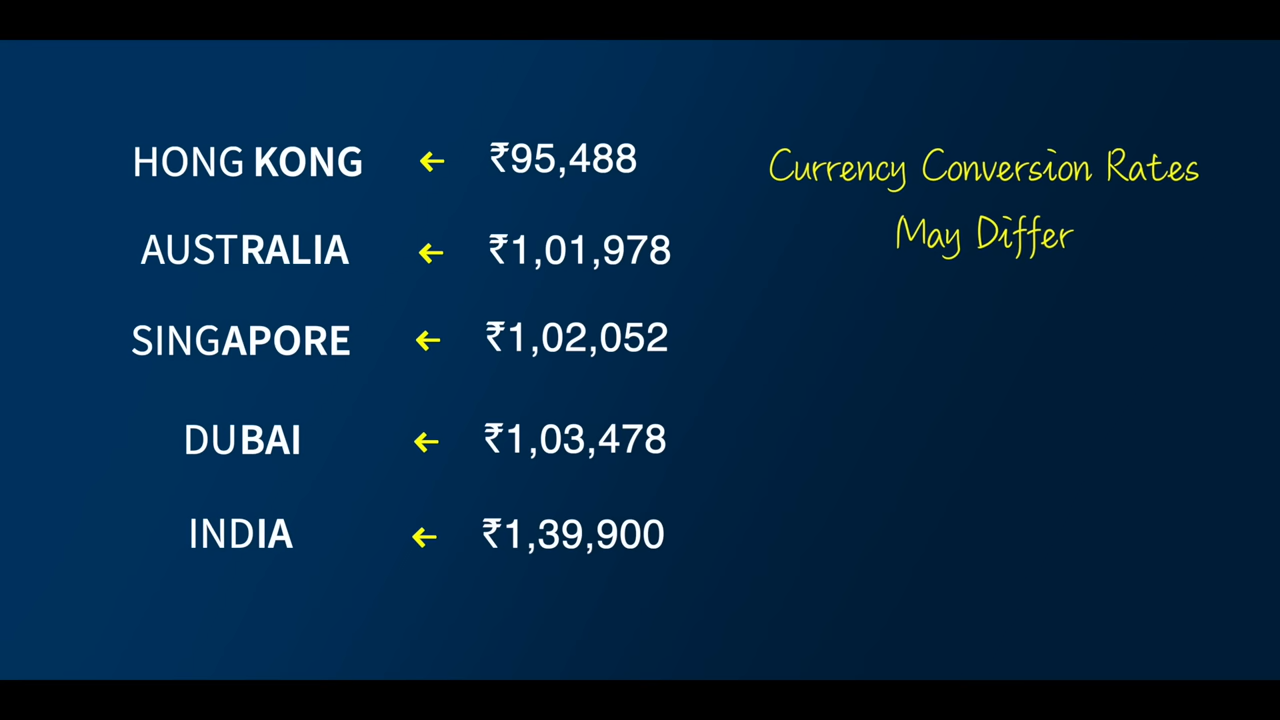 HONG KONG ← ₹95,488
Currency Conversion Rates
May Differ
AUSTRALIA ← ₹1,01,978
SINGAPORE ← ₹1,02,052
DUBAI ← ₹1,03,478
INDIA ← ₹1,39,900